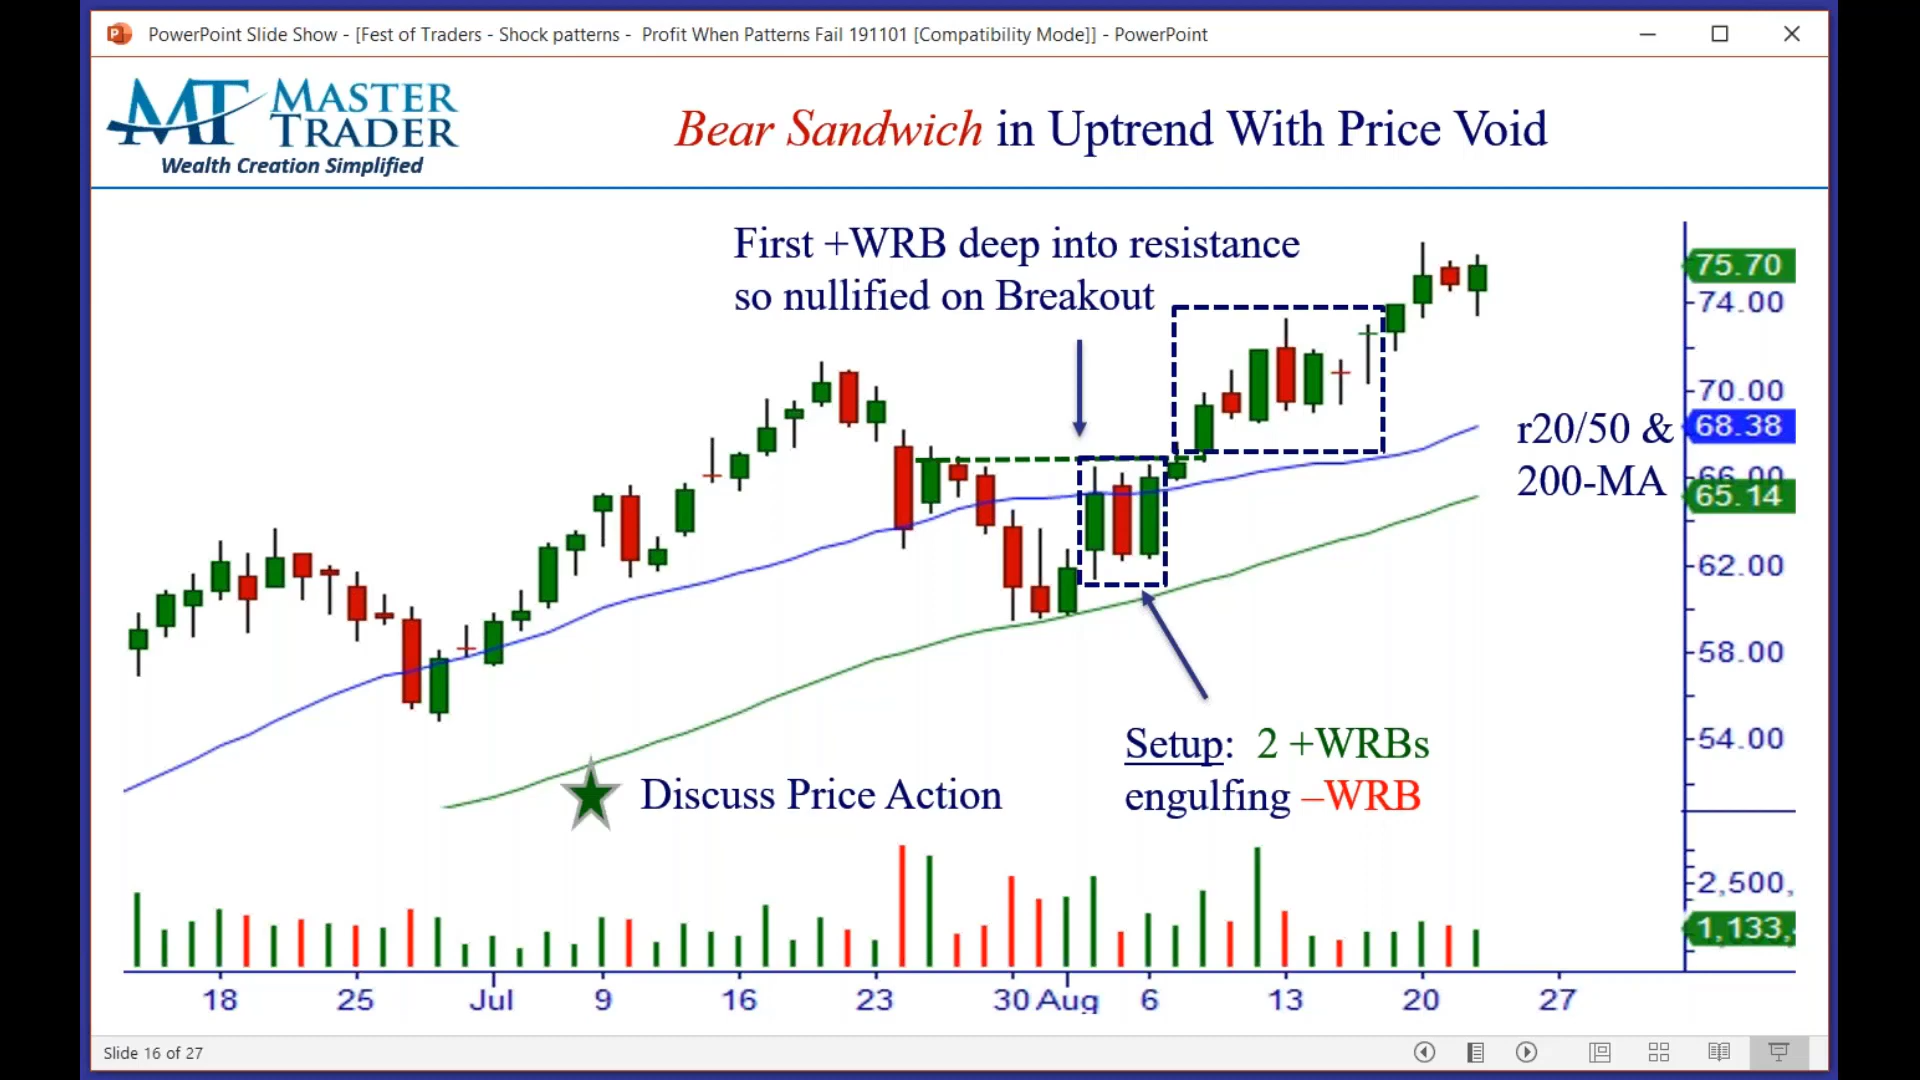 PowerPoint Slide Show - [Fest of Traders - Shock patterns -  Profit When Patterns Fail 191101 [Compatibility Mode]] - PowerPoint
MT MASTER
TRADER
Wealth Creation Simplified
Bear Sandwich in Uptrend With Price Void
First +WRB deep into resistance
so nullified on Breakout
75.70
74.00
70.00
r20/50 &
200-MA
68.38
66.00
65.14
62.00
58.00
54.00
Setup: 2 +WRBs
engulfing –WRB
Discuss Price Action
2,500,
1,133,
18 25 Jul 9 16 23 30 Aug 6 13 20 27
Slide 16 of 27